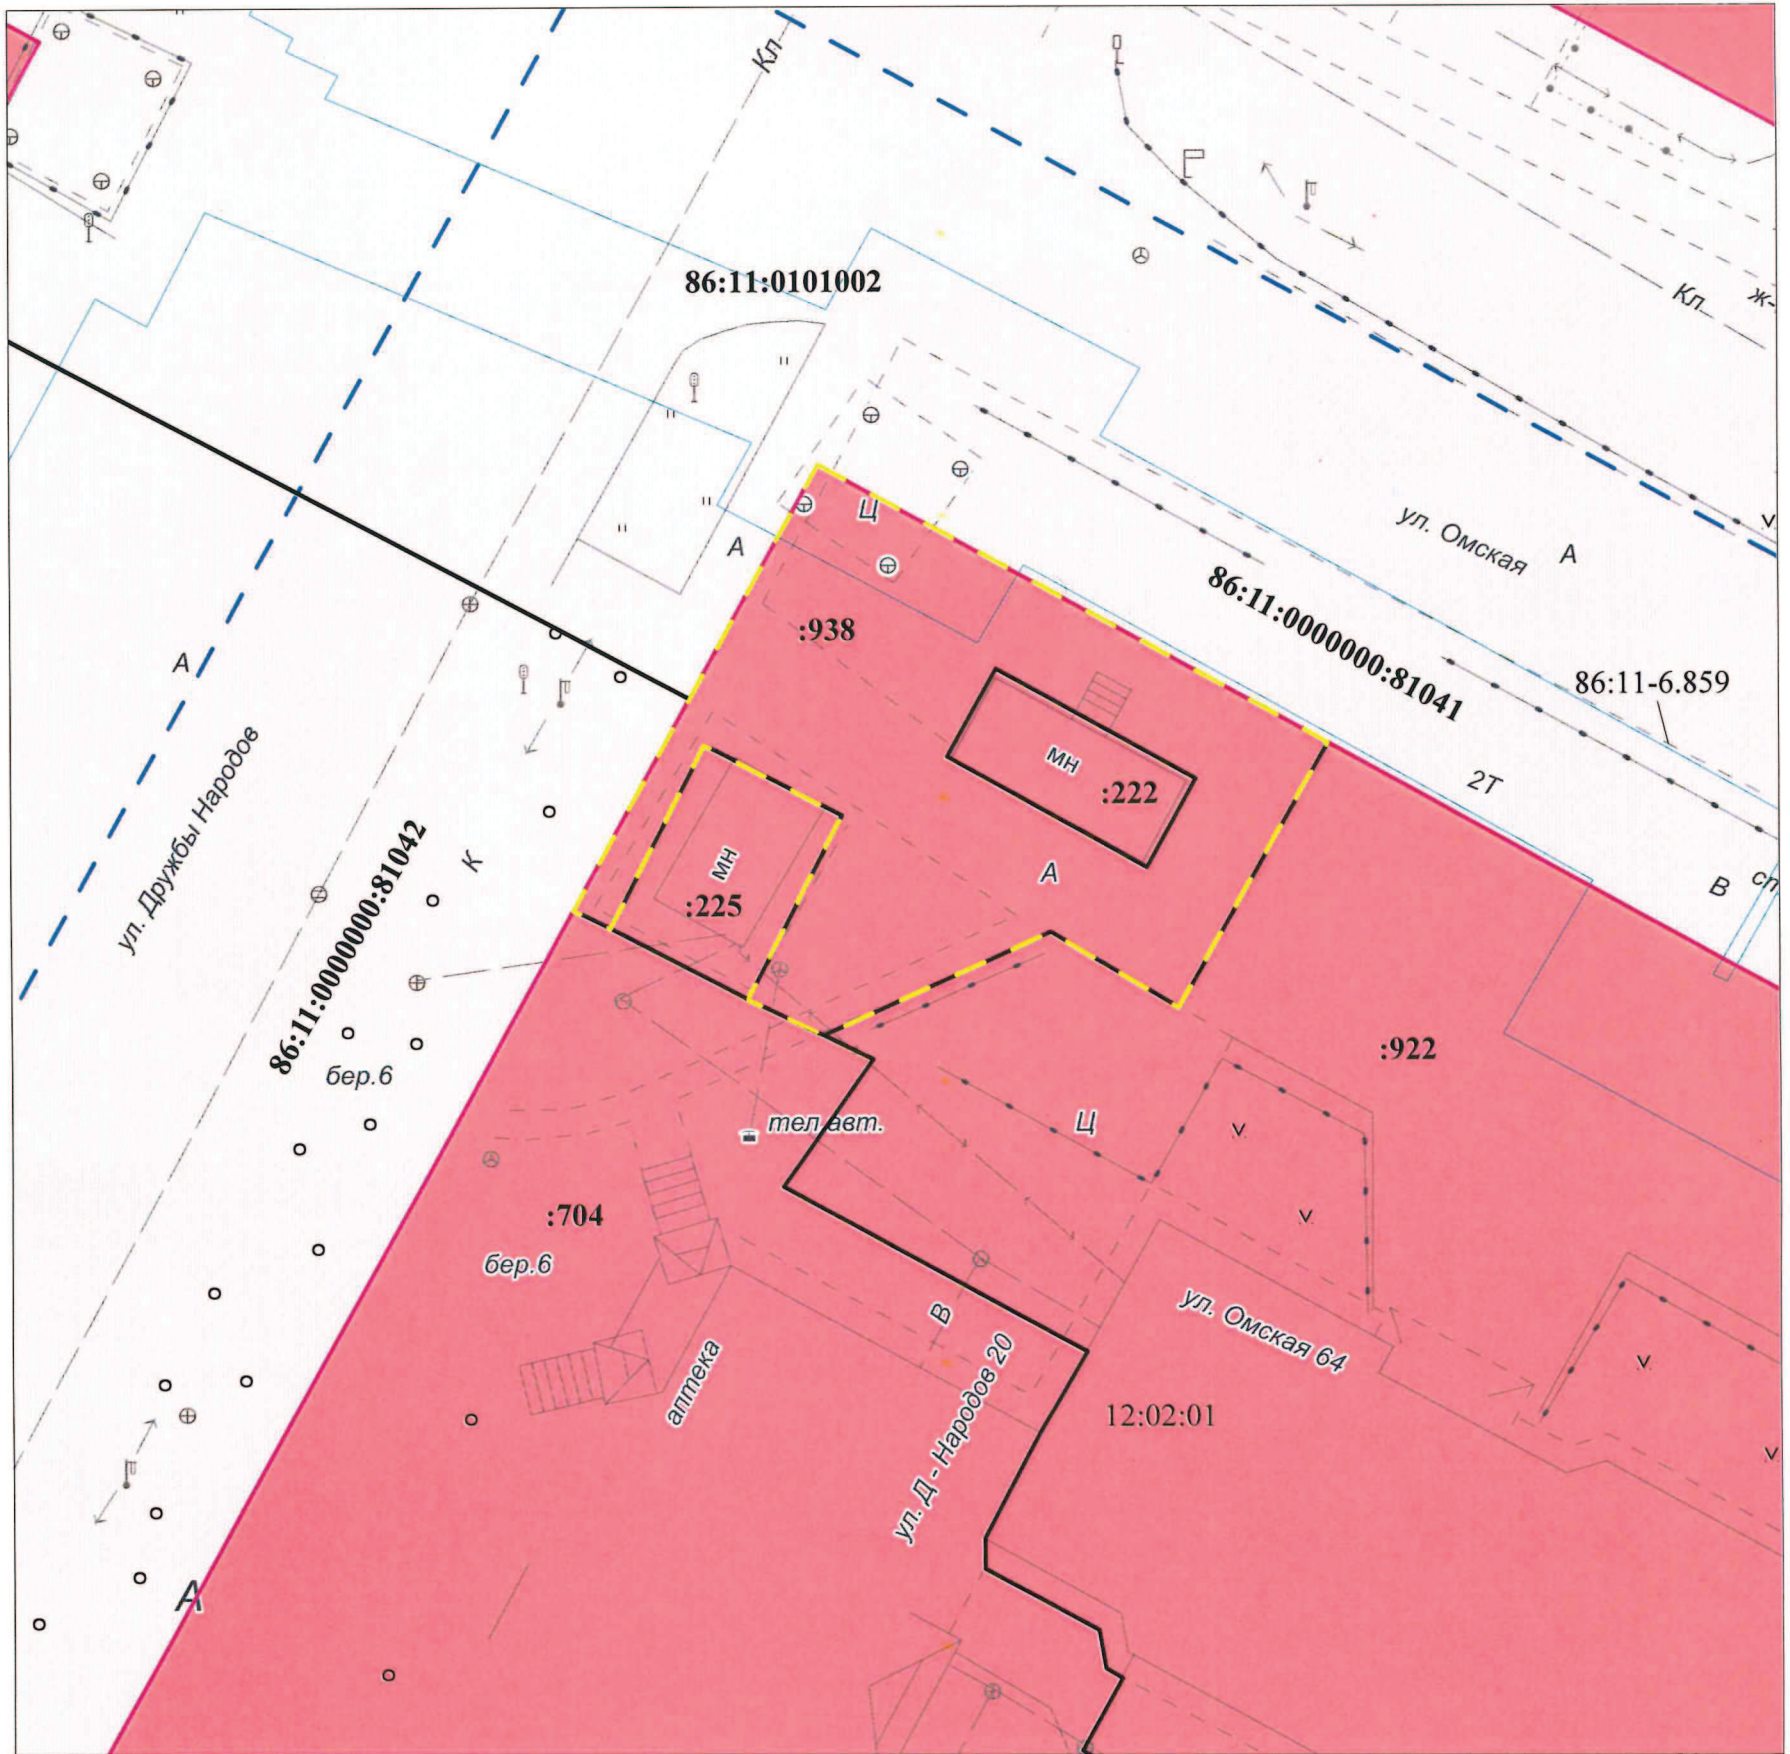 Кл
86:11:0101002
Кл
ж-
Ц
А
ул. Омская
А
86:11:0000000:81041
:938
86:11-6.859
А
мн
:222
2Т
ул. Дружбы Народов
86:11:0000000:81042
К
мн
:225
А
В
сп
бер.6
:922
тел.авт.
Ц
:704
бер.6
В
ул. Омская 64
аптека
ул. Д - Народов 20
12:02:01
А